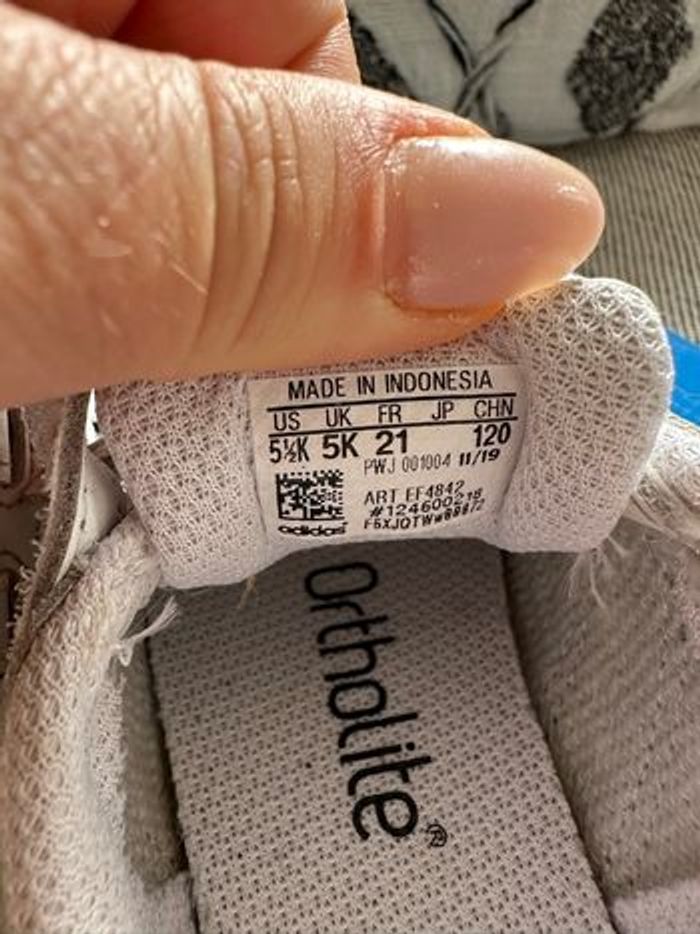 MADE IN INDONESIA
US UK FR JP CHN
5½K 5K 21 120
PWJ 001004 11/19
ART EF4842
#124600218
adidas
Ortholite®